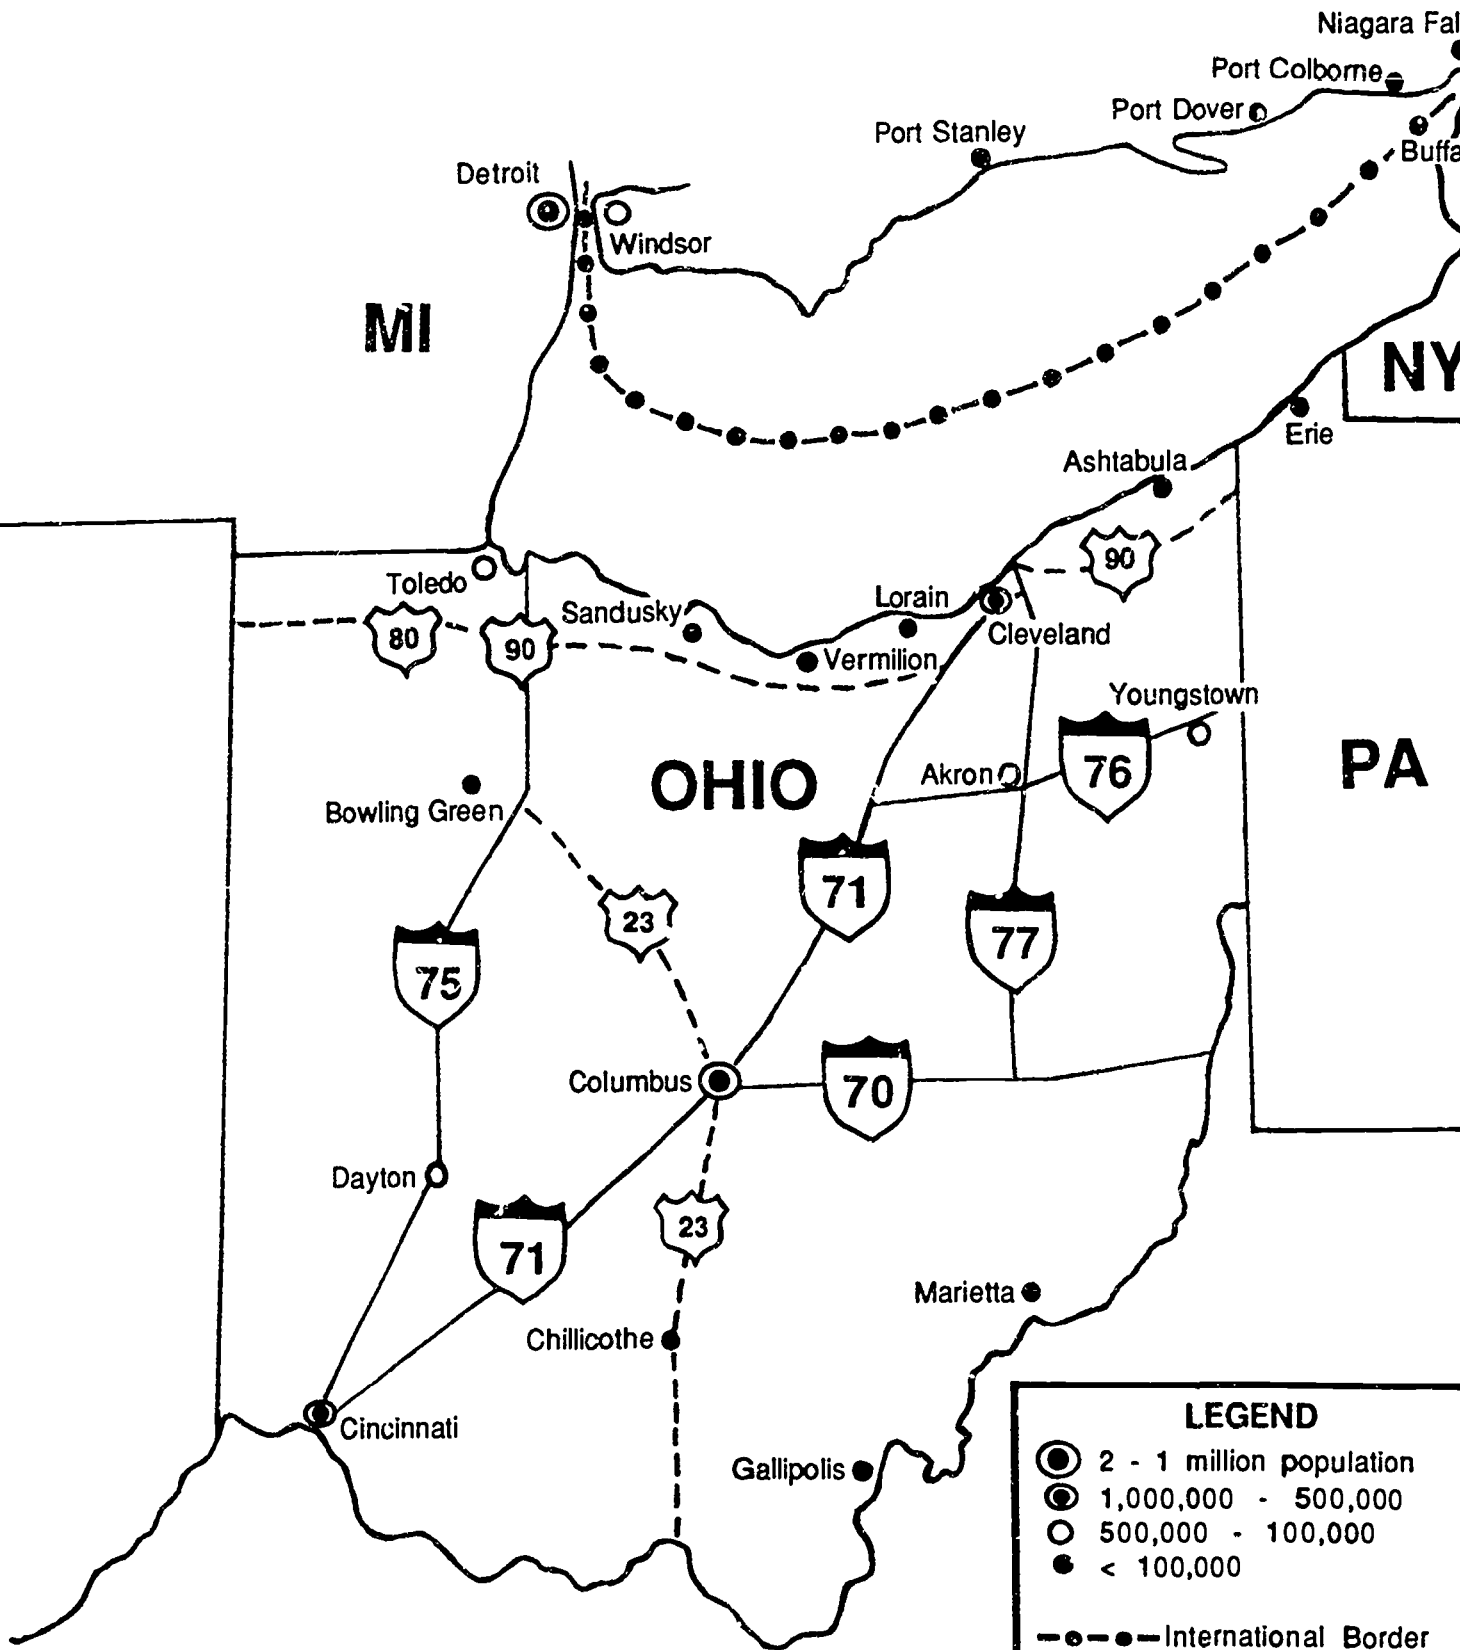 Niagara Fal
Port Colborne
Port Dover
Port Stanley
Buffa
Detroit
Windsor
MI
NY
Erie
Ashtabula
90
Toledo
Sandusky
Lorain
80
90
Cleveland
Vermilion
Youngstown
OHIO
Akron
76
PA
Bowling Green
71
23
77
75
Columbus
70
Dayton
71
23
Marietta
Chillicothe
Cincinnati
Gallipolis
LEGEND
2 - 1 million population
1,000,000 - 500,000
500,000 - 100,000
< 100,000
International Border